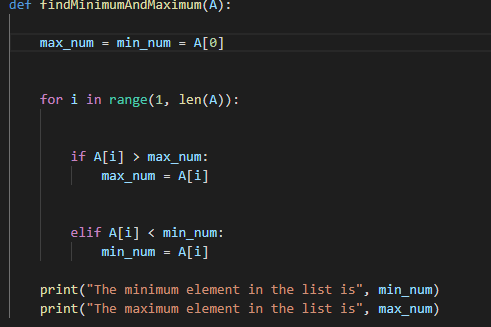 def findMinimumAndMaximum(A):
max_num = min_num = A[0]
for i in range(1, len(A)):
if A[i] > max_num:
max_num = A[i]
elif A[i] < min_num:
min_num = A[i]
print("The minimum element in the list is", min_num)
print("The maximum element in the list is", max_num)